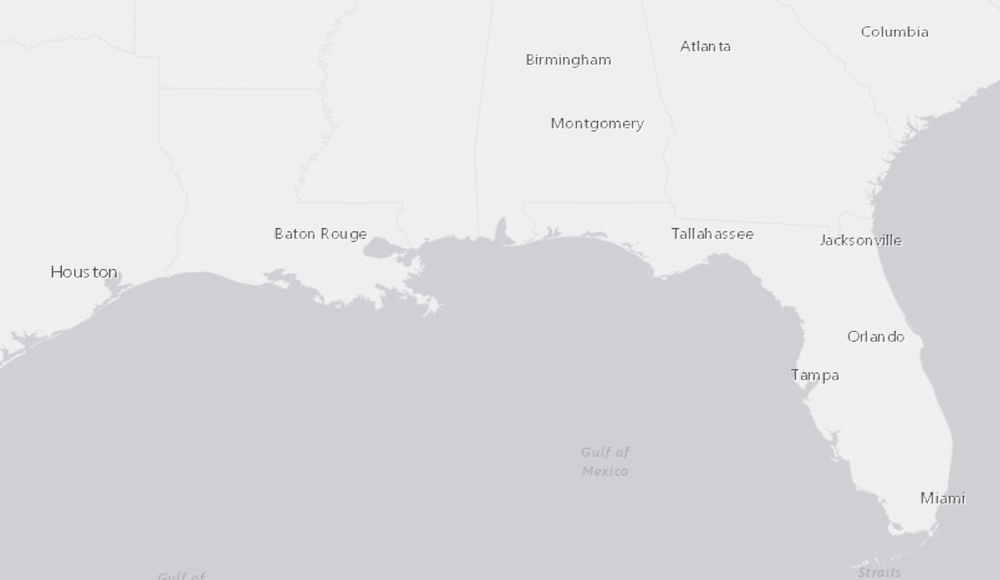 Columbia
Atlanta
Birmingham
Montgomery
Baton Rouge
Tallahassee
Jacksonville
Houston
Orlando
Tampa
Gulf of
Mexico
Miami
Straits
Gulf of